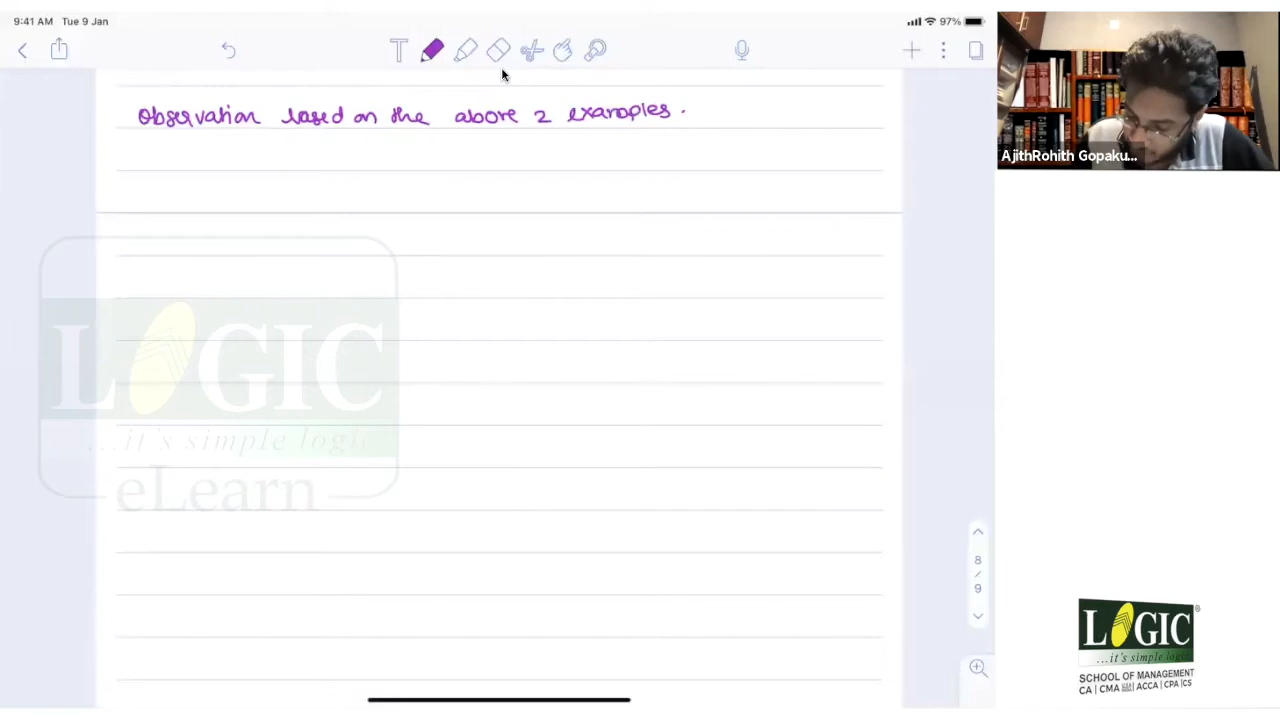 9:41 AM Tue 9 Jan
97%
T
Observation based on the above 2 examples.
AjithRohith Gopaku...
LOGIC
...it's simple logic
eLearn
8
/
9
LOGIC ®
...it's simple logic
SCHOOL OF MANAGEMENT
CA | CMA | ACCA | CPA | CS